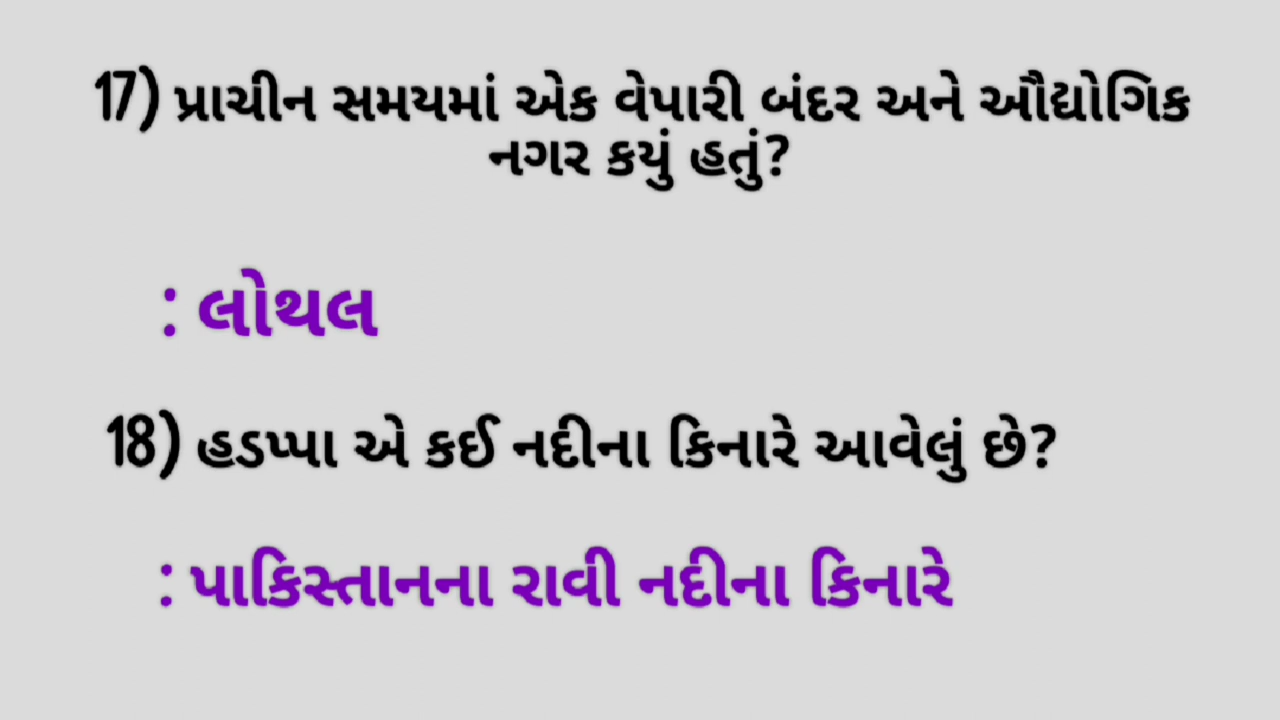 17) પ્રાચીન સમયમાં એક વેપારી બંદર અને ઔદ્યોગિક
નગર કયું હતું?
: લોથલ
18) હડપ્પા એ કઈ નદીના કિનારે આવેલું છે?
: પાકિસ્તાનના રાવી નદીના કિનારે